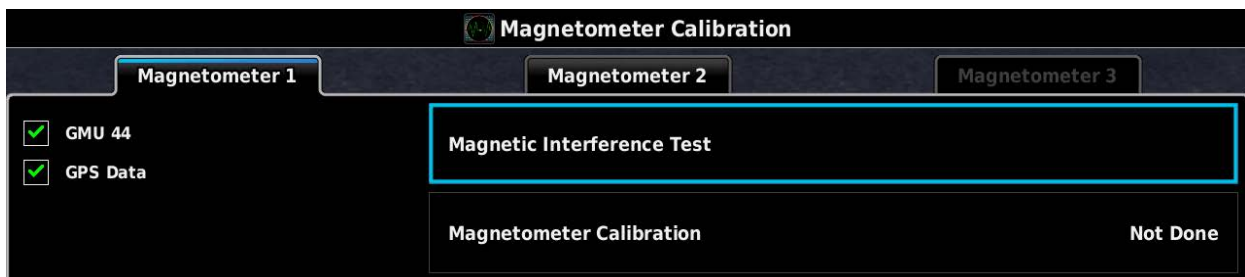 Magnetometer Calibration
Magnetometer 1
Magnetometer 2
Magnetometer 3
GMU 44
GPS Data
Magnetic Interference Test
Magnetometer Calibration Not Done